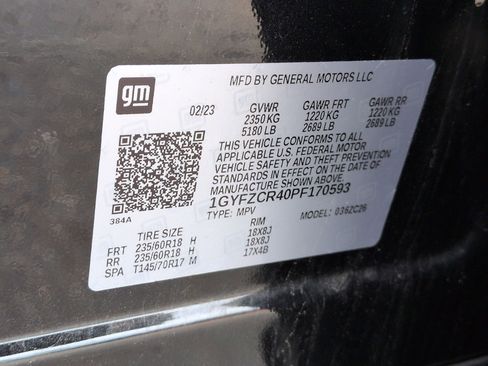 gm
MFD BY GENERAL MOTORS LLC
02/23 GVWR GAWR FRT GAWR RR
2350 KG 1220 KG 1220 KG
5180 LB 2689 LB 2689 LB
THIS VEHICLE CONFORMS TO ALL
APPLICABLE U.S. FEDERAL MOTOR
VEHICLE SAFETY AND THEFT PREVENTION
STANDARDS IN EFFECT ON THE DATE OF
MANUFACTURE SHOWN ABOVE.
1GYFZCR40PF170593
384A
TYPE: MPV MODEL: 036ZC26
TIRE SIZE RIM
FRT 235/60R18 H 18X8J
RR 235/60R18 H 18X8J
SPA T145/70R17 M 17X4B